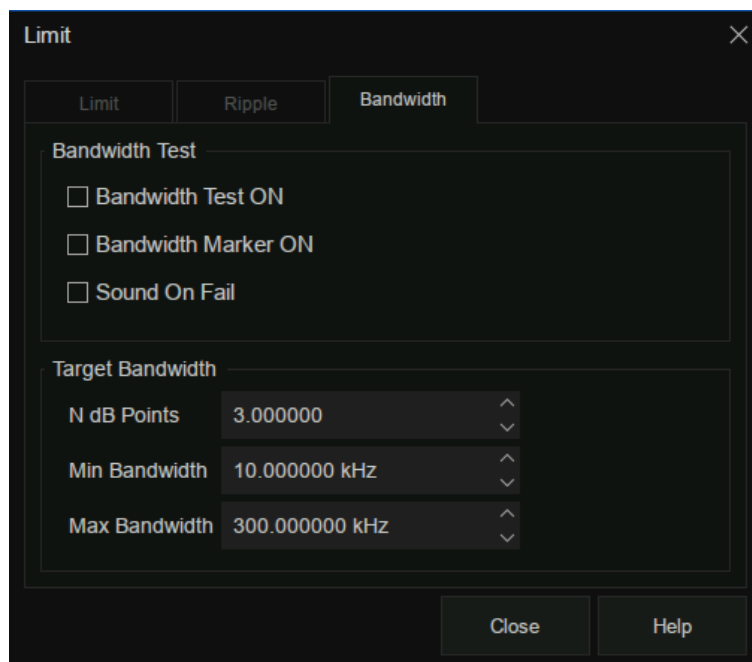 Limit
Limit Ripple Bandwidth
Bandwidth Test
Bandwidth Test ON
Bandwidth Marker ON
Sound On Fail
Target Bandwidth
N dB Points 3.000000
Min Bandwidth 10.000000 kHz
Max Bandwidth 300.000000 kHz
Close Help